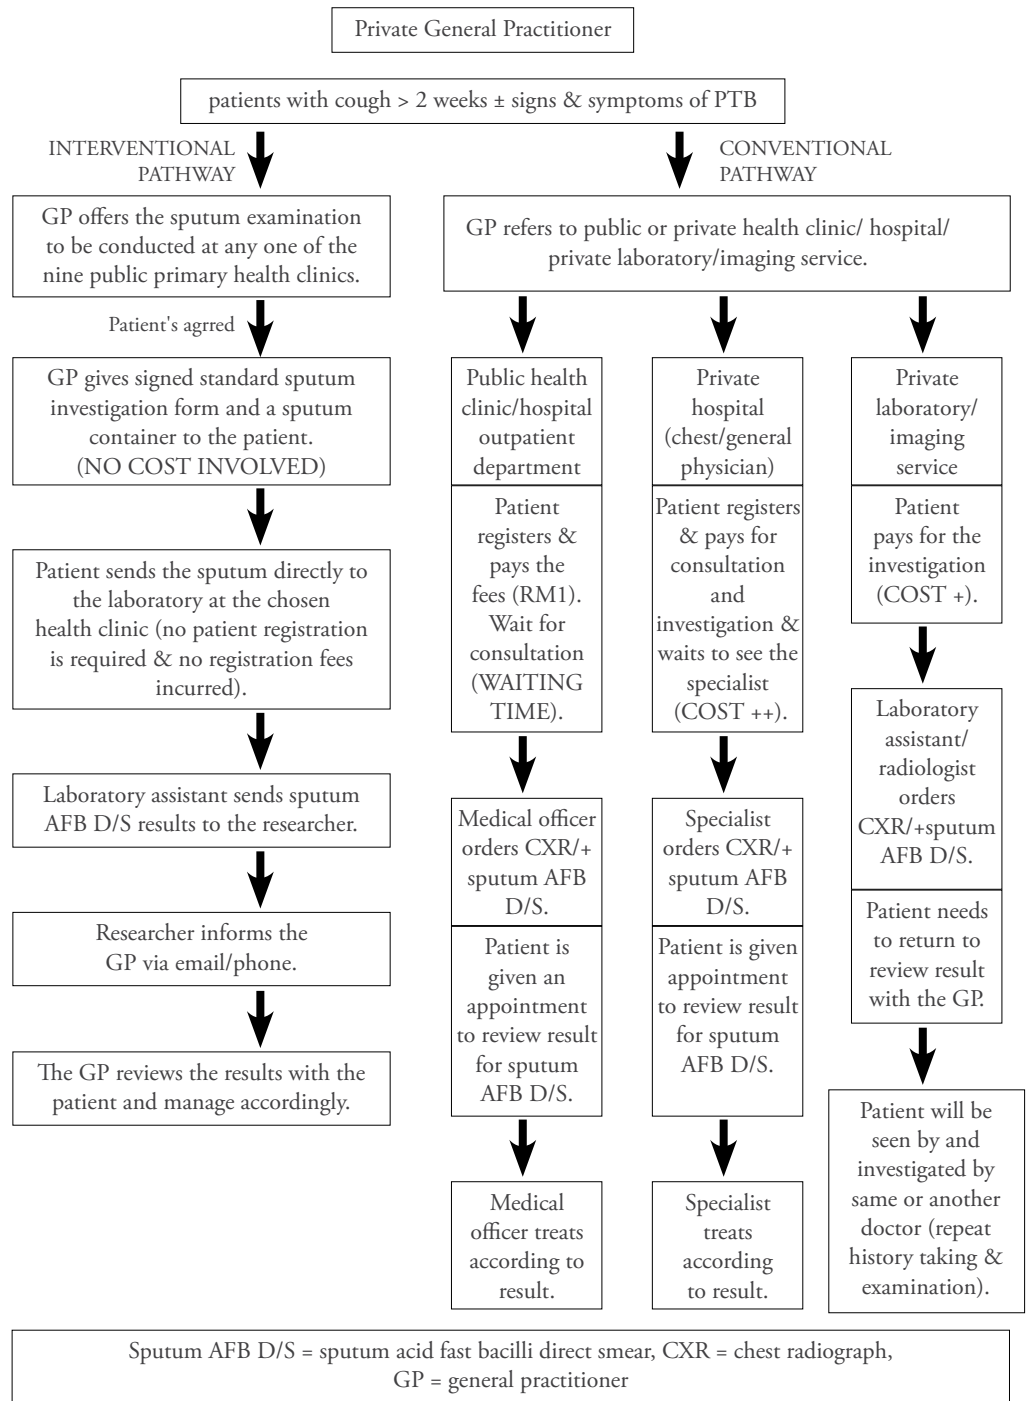 Private General Practitioner
patients with cough > 2 weeks ± signs & symptoms of PTB
INTERVENTIONAL
PATHWAY
GP offers the sputum examination
to be conducted at any one of the
nine public primary health clinics.
Patient's agrred
GP gives signed standard sputum
investigation form and a sputum
container to the patient.
(NO COST INVOLVED)
Patient sends the sputum directly to
the laboratory at the chosen
health clinic (no patient registration
is required & no registration fees
incurred).
Laboratory assistant sends sputum
AFB D/S results to the researcher.
Researcher informs the
GP via email/phone.
The GP reviews the results with the
patient and manage accordingly.
CONVENTIONAL
PATHWAY
GP refers to public or private health clinic/ hospital/
private laboratory/imaging service.
Public health
clinic/hospital
outpatient
department
Patient
registers &
pays the
fees (RM1).
Wait for
consultation
(WAITING
TIME).
Medical officer
orders CXR/+
sputum AFB
D/S.
Patient is
given an
appointment
to review result
for sputum
AFB D/S.
Medical
officer treats
according to
result.
Private
hospital
(chest/general
physician)
Patient registers
& pays for
consultation
and
investigation &
waits to see the
specialist
(COST ++).
Specialist
orders CXR/+
sputum AFB
D/S.
Patient is given
appointment
to review result
for sputum
AFB D/S.
Specialist
treats
according
to result.
Private
laboratory/
imaging
service
Patient
pays for the
investigation
(COST +).
Laboratory
assistant/
radiologist
orders
CXR/+sputum
AFB D/S.
Patient needs
to return to
review result
with the GP.
Patient will be
seen by and
investigated by
same or another
doctor (repeat
history taking &
examination).
Sputum AFB D/S = sputum acid fast bacilli direct smear, CXR = chest radiograph,
GP = general practitioner